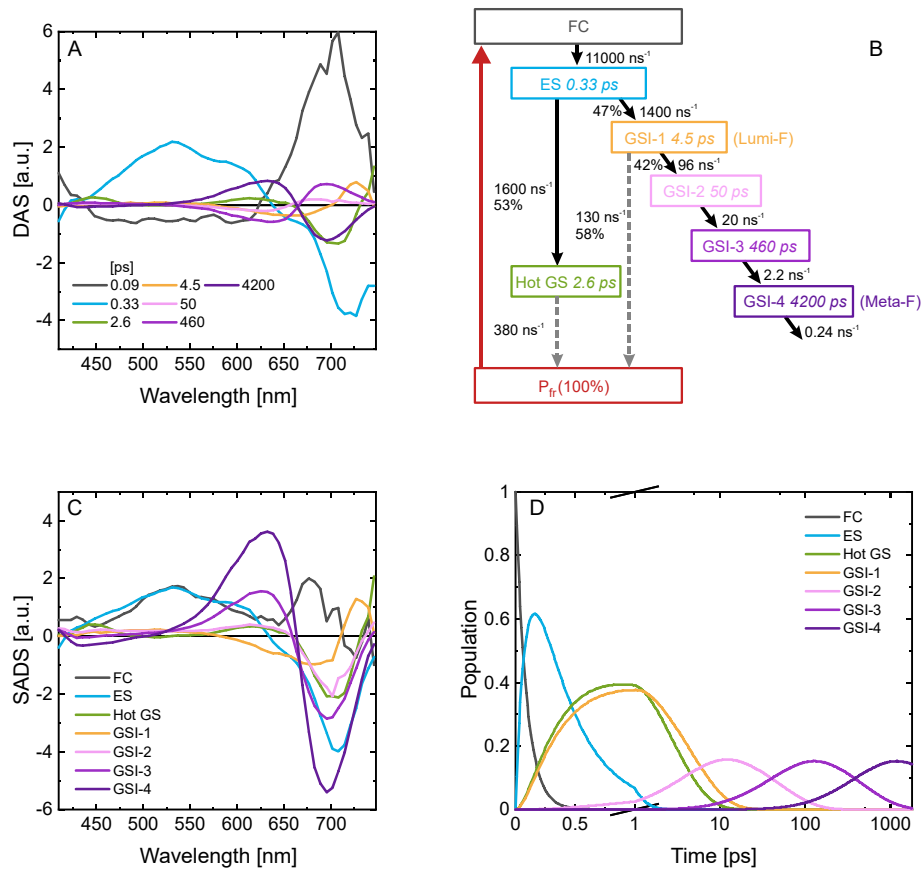 A
6
4
2
0
-2
-4
DAS [a.u.]
[ps]
0.09 4.5 4200
0.33 50
2.6 460
450 500 550 600 650 700
Wavelength [nm]
B
FC
11000 ns⁻¹
ES 0.33 ps
47% 1400 ns⁻¹
GSI-1 4.5 ps (Lumi-F)
42% 96 ns⁻¹
GSI-2 50 ps
1600 ns⁻¹
53%
130 ns⁻¹
58%
20 ns⁻¹
GSI-3 460 ps
2.2 ns⁻¹
Hot GS 2.6 ps
GSI-4 4200 ps (Meta-F)
380 ns⁻¹
0.24 ns⁻¹
Pfr(100%)
C
4
2
0
-2
-4
-6
SADS [a.u.]
FC
ES
Hot GS
GSI-1
GSI-2
GSI-3
GSI-4
450 500 550 600 650 700
Wavelength [nm]
D
1
0.8
0.6
0.4
0.2
0
Population
FC
ES
Hot GS
GSI-1
GSI-2
GSI-3
GSI-4
0 0.5 1 10 100 1000
Time [ps]